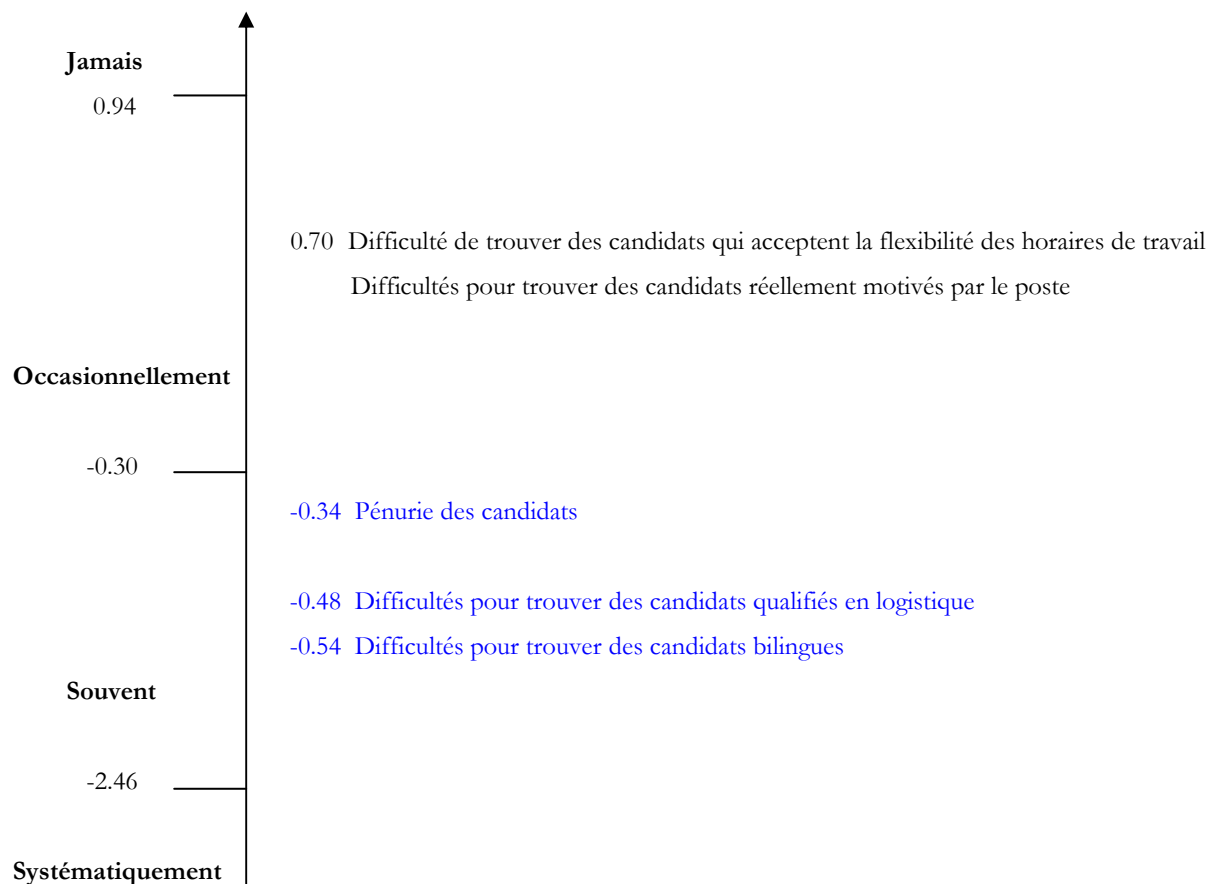 Jamais
0.94
0.70 Difficulté de trouver des candidats qui acceptent la flexibilité des horaires de travail
Difficultés pour trouver des candidats réellement motivés par le poste
Occasionnellement
-0.30
-0.34 Pénurie des candidats
-0.48 Difficultés pour trouver des candidats qualifiés en logistique
-0.54 Difficultés pour trouver des candidats bilingues
Souvent
-2.46
Systématiquement